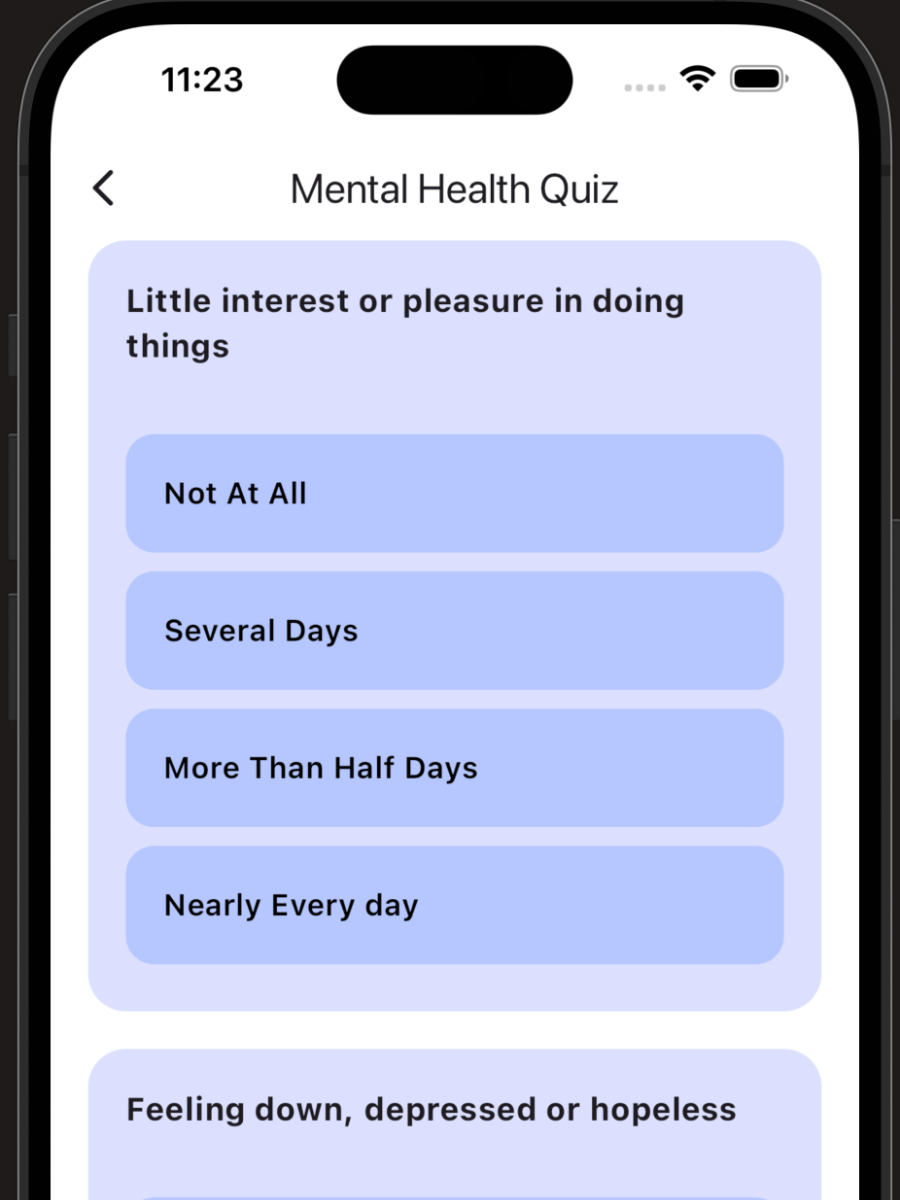 11:23
Mental Health Quiz
Little interest or pleasure in doing
things
Not At All
Several Days
More Than Half Days
Nearly Every day
Feeling down, depressed or hopeless